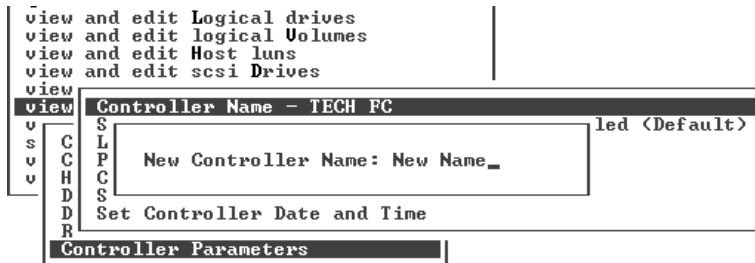 view and edit Logical drives
view and edit logical Volumes
view and edit Host luns
view and edit scsi Drives
view
view Controller Name - TECH FC
v S led (Default)
s C L
v C P New Controller Name: New Name_
v H C
D S
D Set Controller Date and Time
R
Controller Parameters